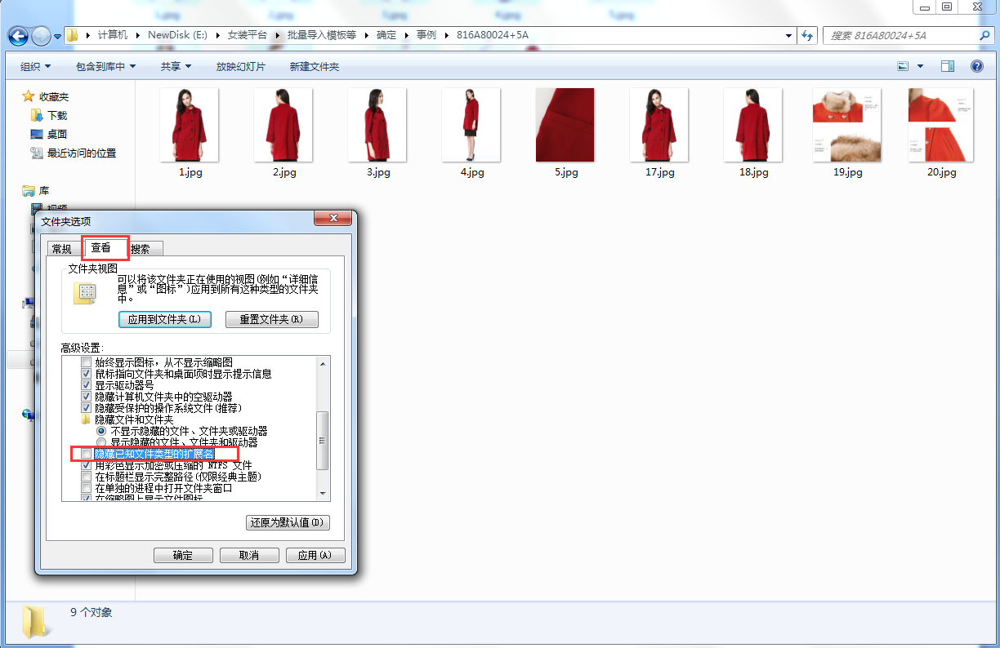 1.jpg
2.jpg
3.jpg
4.jpg
5.jpg
计算机 NewDisk (E:) 女装平台 批量导入模板等 确定 事例 816A80024+5A
搜索 816A80024+5A
组织 包含到库中 共享 放映幻灯片 新建文件夹
收藏夹
下载
桌面
最近访问的位置
库
视频
1.jpg
2.jpg
3.jpg
4.jpg
5.jpg
17.jpg
18.jpg
19.jpg
20.jpg
文件夹选项
常规 查看 搜索
文件夹视图
可以将该文件夹正在使用的视图(例如“详细信
息”或“图标”)应用到所有这种类型的文件夹
中。
应用到文件夹(L) 重置文件夹(R)
高级设置:
始终显示图标，从不显示缩略图
鼠标指向文件夹和桌面项时显示提示信息
显示驱动器号
隐藏计算机文件夹中的空驱动器
隐藏受保护的操作系统文件(推荐)
隐藏文件和文件夹
不显示隐藏的文件、文件夹或驱动器
显示隐藏的文件、文件夹和驱动器
隐藏已知文件类型的扩展名
用彩色显示加密或压缩的 NTFS 文件
在标题栏显示完整路径(仅限经典主题)
在单独的进程中打开文件夹窗口
在缩略图上显示文件图标
还原为默认值(D)
确定 取消 应用(A)
9 个对象